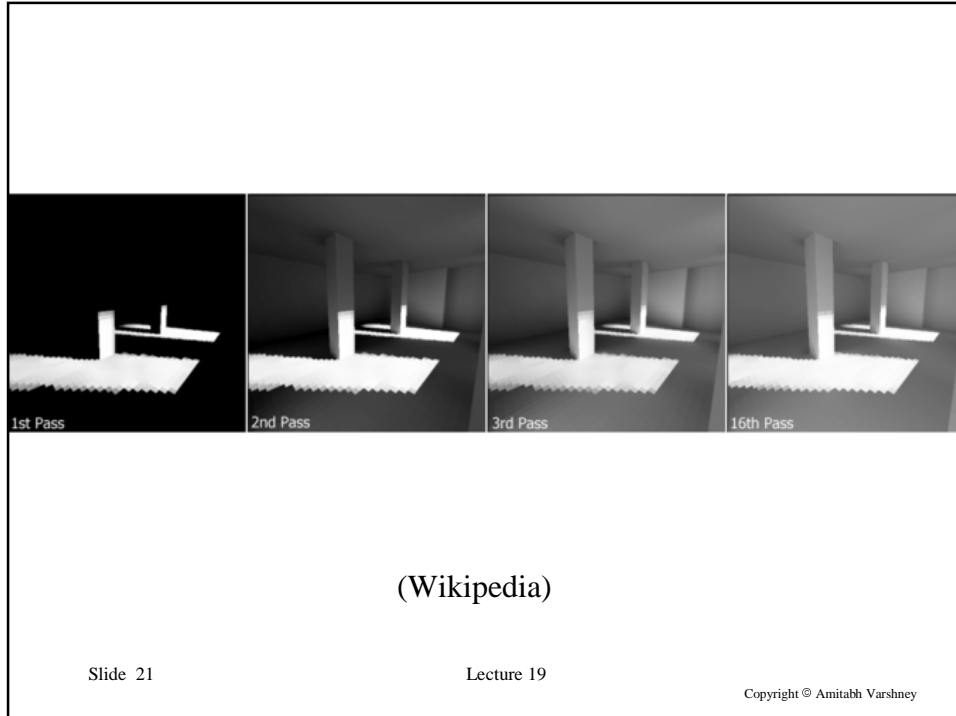 1st Pass
2nd Pass
3rd Pass
16th Pass
(Wikipedia)
Slide 21
Lecture 19
Copyright © Amitabh Varshney